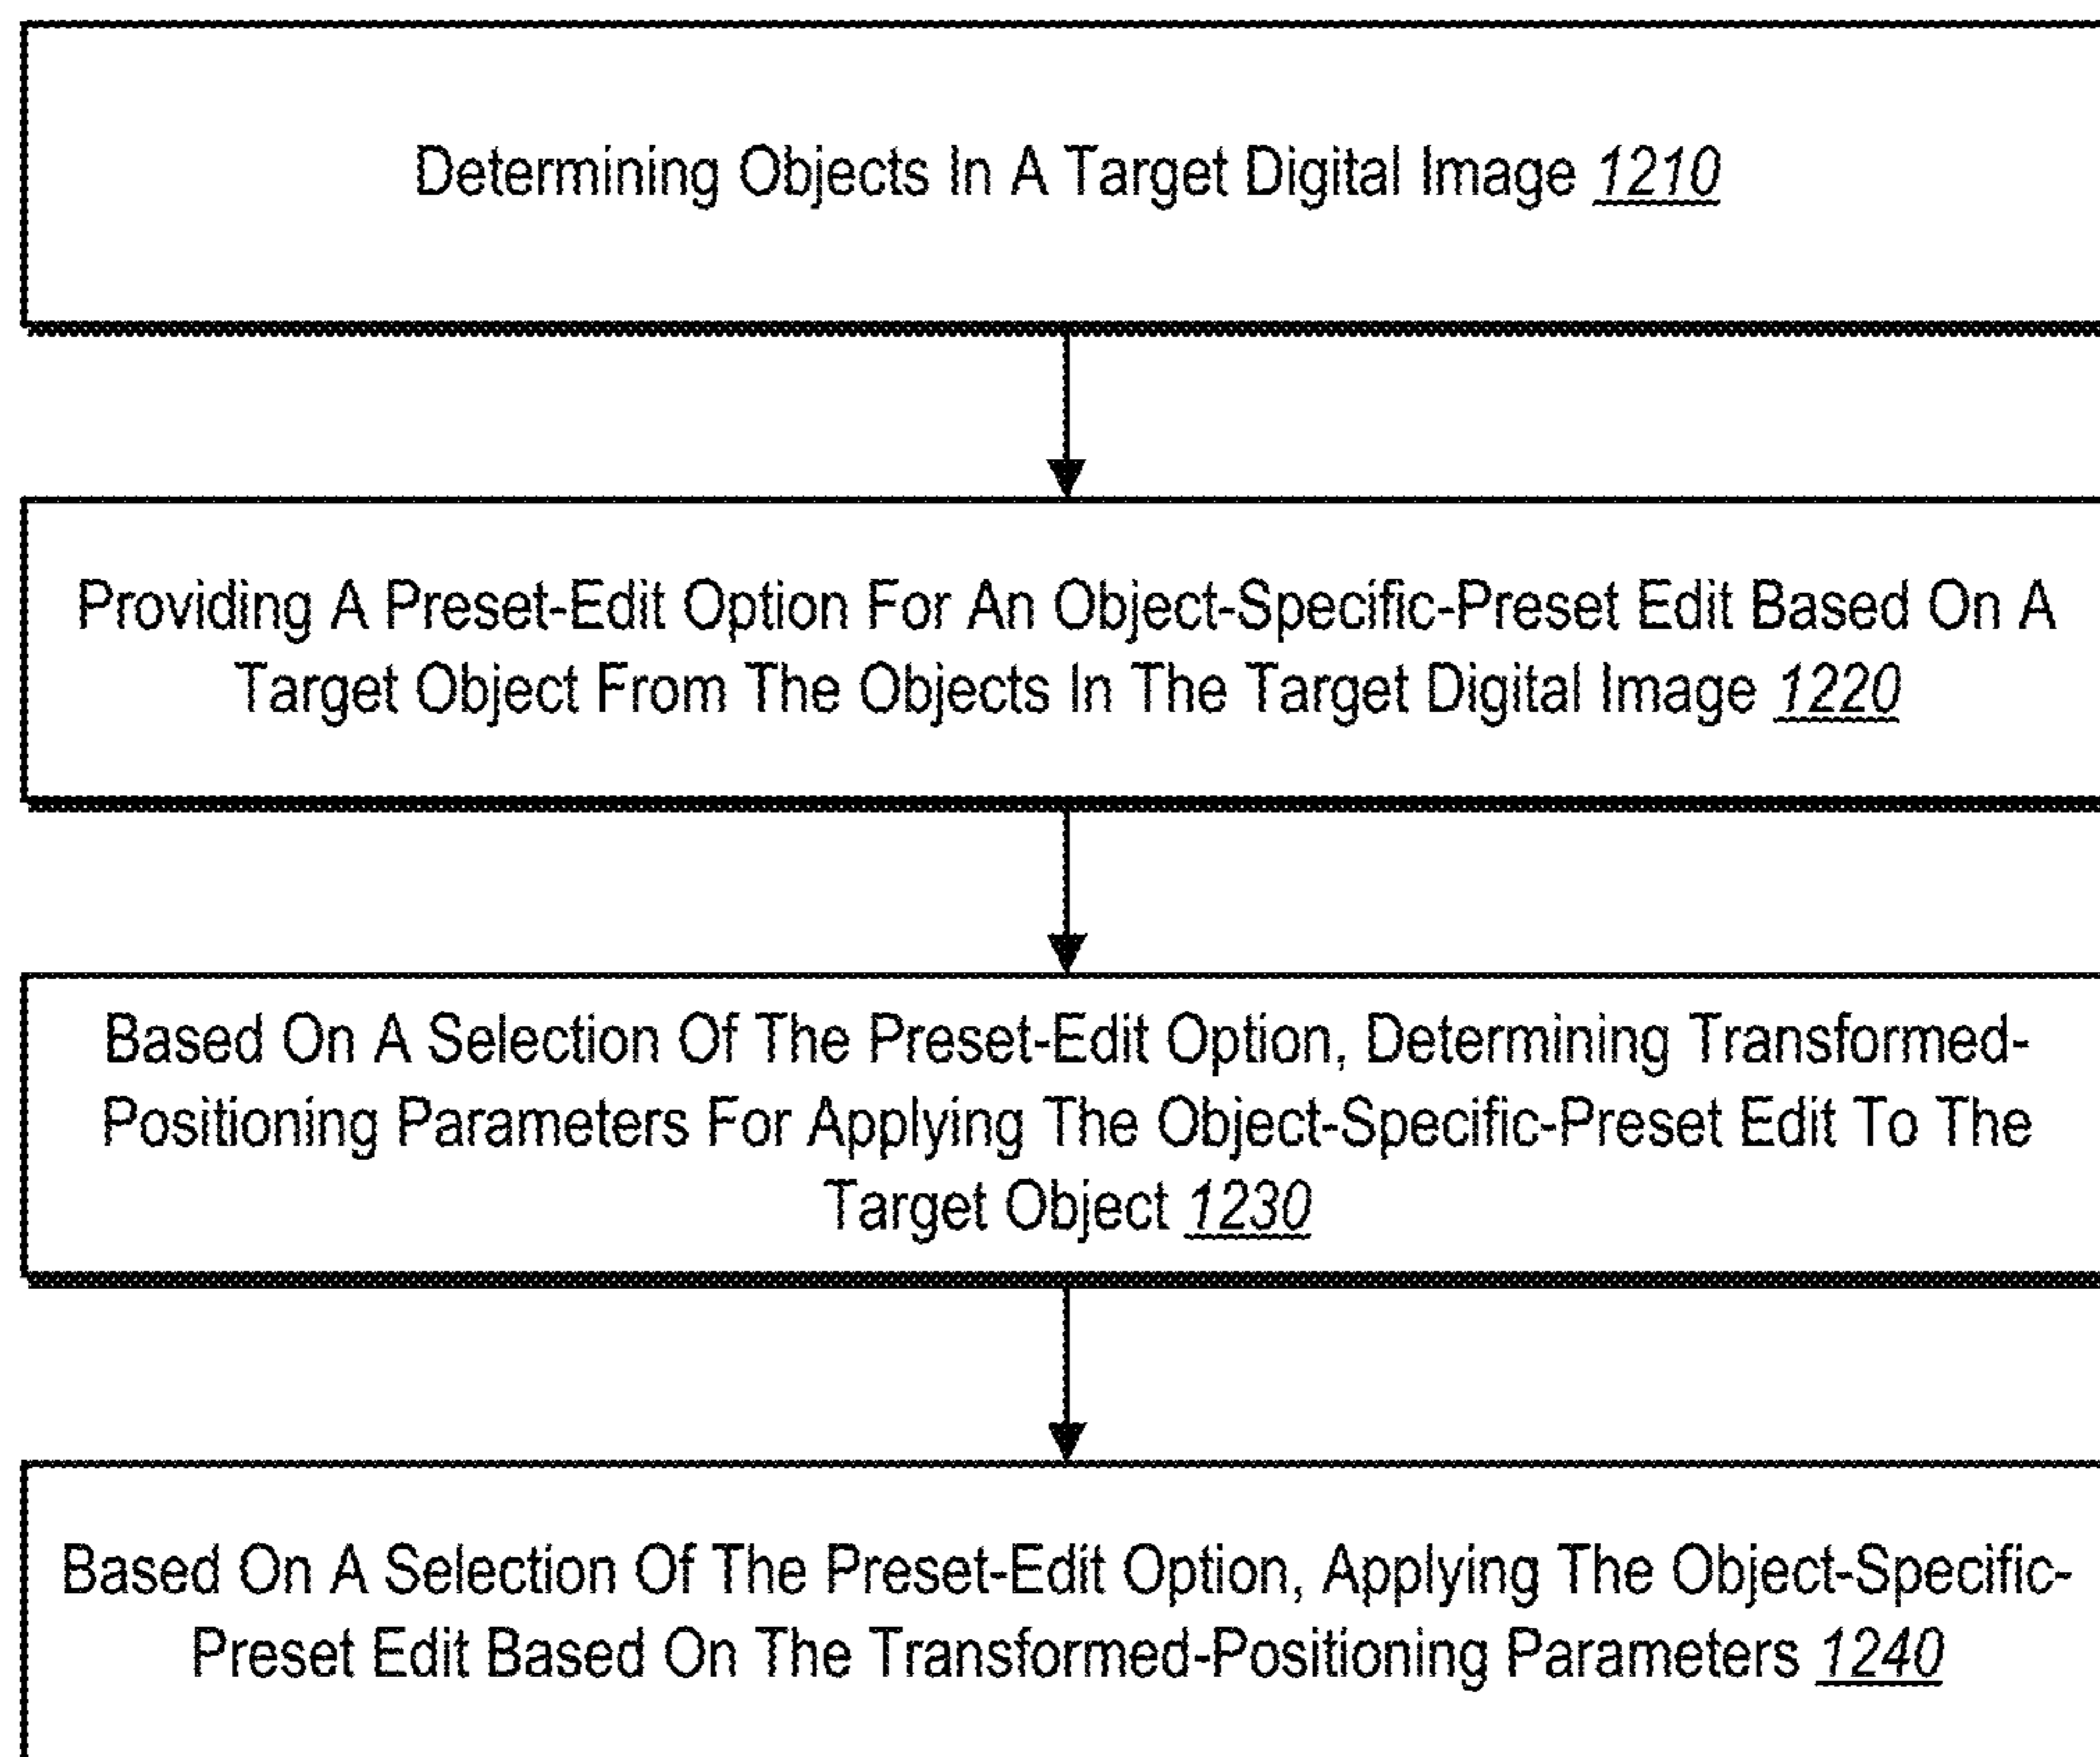 Determining Objects In A Target Digital Image 1210
Providing A Preset-Edit Option For An Object-Specific-Preset Edit Based On A
Target Object From The Objects In The Target Digital Image 1220
Based On A Selection Of The Preset-Edit Option, Determining Transformed-
Positioning Parameters For Applying The Object-Specific-Preset Edit To The
Target Object 1230
Based On A Selection Of The Preset-Edit Option, Applying The Object-Specific-
Preset Edit Based On The Transformed-Positioning Parameters 1240